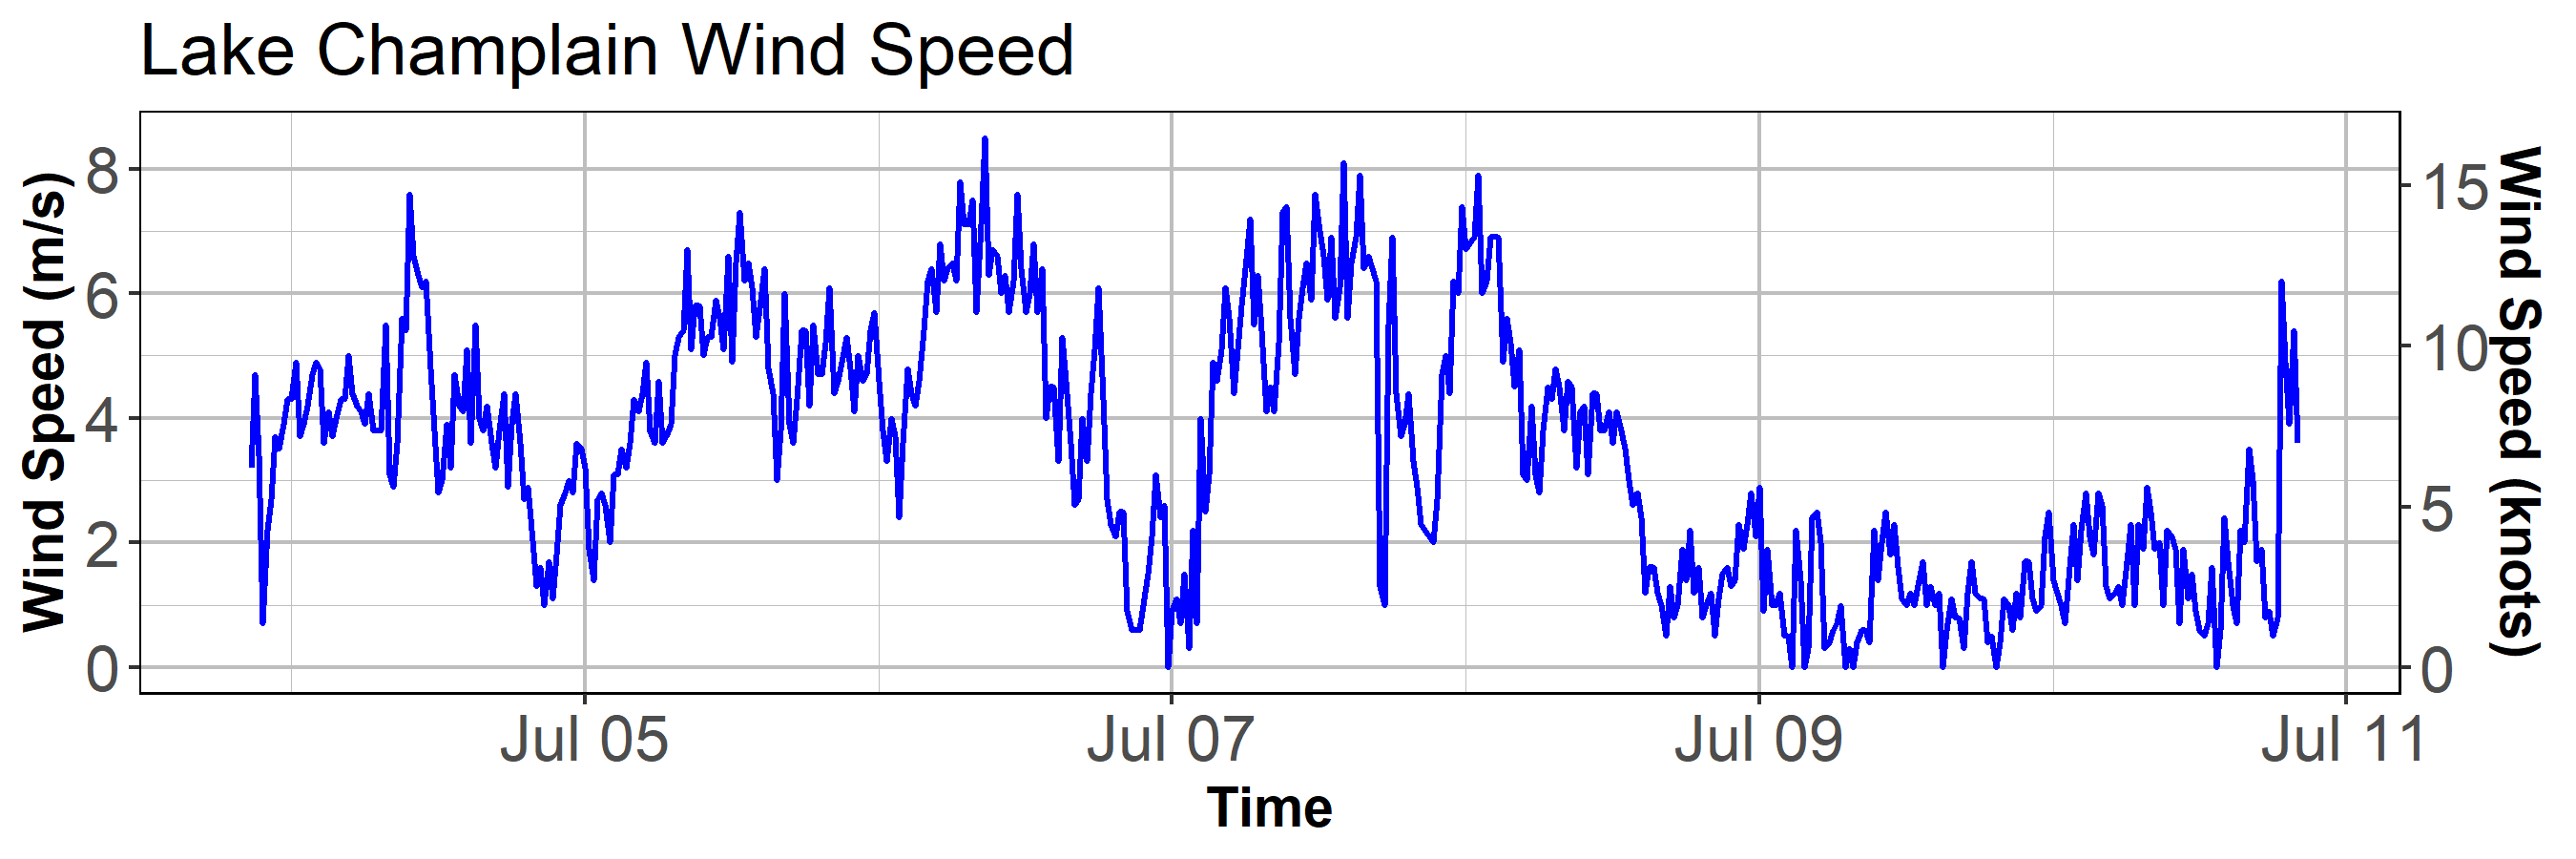 Lake Champlain Wind Speed
Wind Speed (m/s)
8
6
4
2
0
15
10
5
0
Wind Speed (knots)
Jul 05
Jul 07
Jul 09
Jul 11
Time